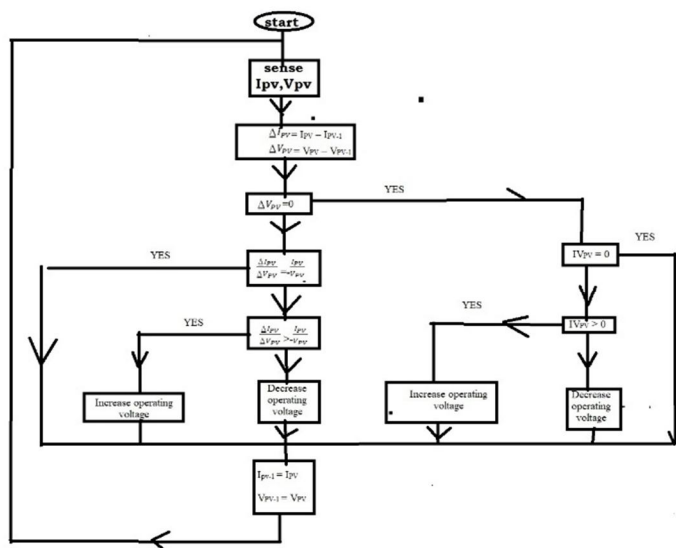 start
sense
Ipv,Vpv
ΔIPV = IPV – IPV-1
ΔVPV = VPV – VPV-1
ΔVPV =0
YES
YES
IVPV = 0
YES
ΔIPV/ΔVPV =- IPV/VPV
YES
IVPV > 0
YES
ΔIPV/ΔVPV >- IPV/VPV
Increase operating
voltage
Decrease
operating
voltage
Increase operating
voltage
Decrease
operating
voltage
IPV-1 = IPV
VPV-1 = VPV